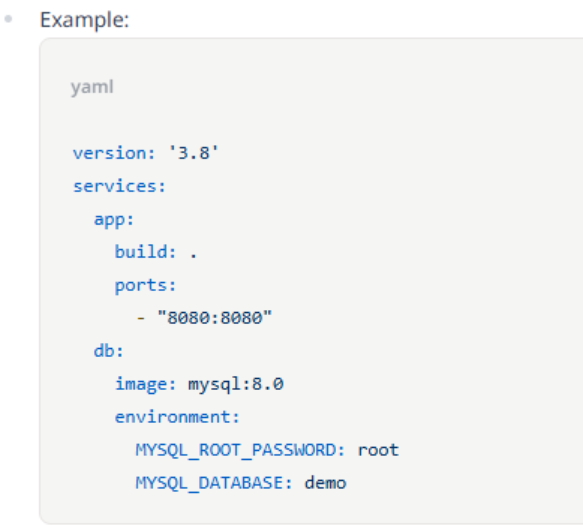 Example:
yaml
version: '3.8'
services:
  app:
    build: .
    ports:
      - "8080:8080"
  db:
    image: mysql:8.0
    environment:
      MYSQL_ROOT_PASSWORD: root
      MYSQL_DATABASE: demo